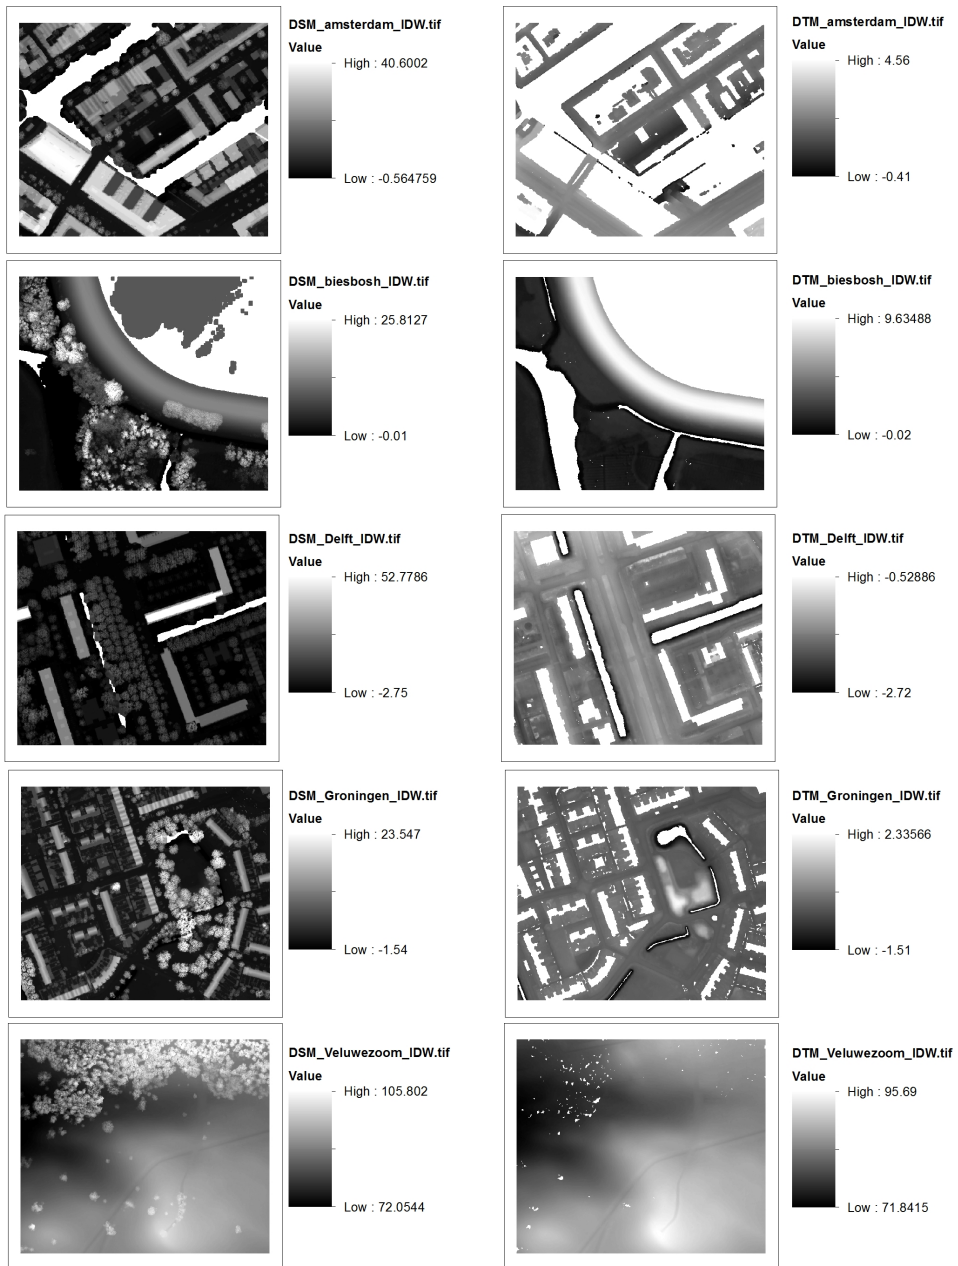 DSM_amsterdam_IDW.tif
Value
High : 40.6002
Low : -0.564759
DTM_amsterdam_IDW.tif
Value
High : 4.56
Low : -0.41
DSM_biesbosh_IDW.tif
Value
High : 25.8127
Low : -0.01
DTM_biesbosh_IDW.tif
Value
High : 9.63488
Low : -0.02
DSM_Delft_IDW.tif
Value
High : 52.7786
Low : -2.75
DTM_Delft_IDW.tif
Value
High : -0.52886
Low : -2.72
DSM_Groningen_IDW.tif
Value
High : 23.547
Low : -1.54
DTM_Groningen_IDW.tif
Value
High : 2.33566
Low : -1.51
DSM_Veluwezoom_IDW.tif
Value
High : 105.802
Low : 72.0544
DTM_Veluwezoom_IDW.tif
Value
High : 95.69
Low : 71.8415